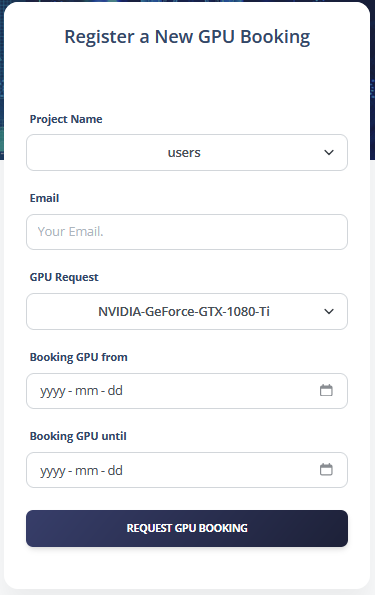 Register a New GPU Booking
Project Name
users
Email
Your Email.
GPU Request
NVIDIA-GeForce-GTX-1080-Ti
Booking GPU from
yyyy - mm - dd
Booking GPU until
yyyy - mm - dd
REQUEST GPU BOOKING